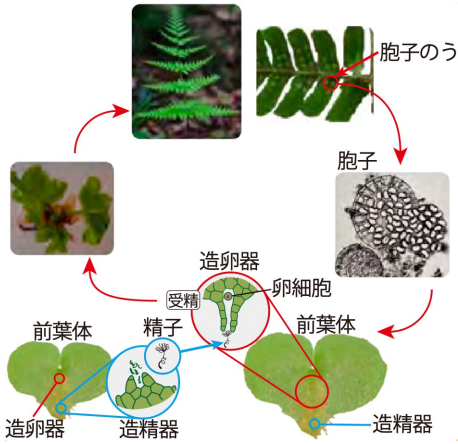 胞子のう
胞子
造卵器
受精
卵細胞
精子
前葉体
前葉体
造卵器
造精器
造精器